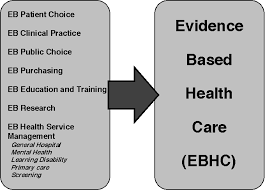 EB Patient Choice
EB Clinical Practice
EB Public Choice
EB Purchasing
EB Education and Training
EB Research
EB Health Service
Management
General Hospital
Mental Health
Learning Disability
Primary care
Screening
Evidence
Based
Health
Care
(EBHC)